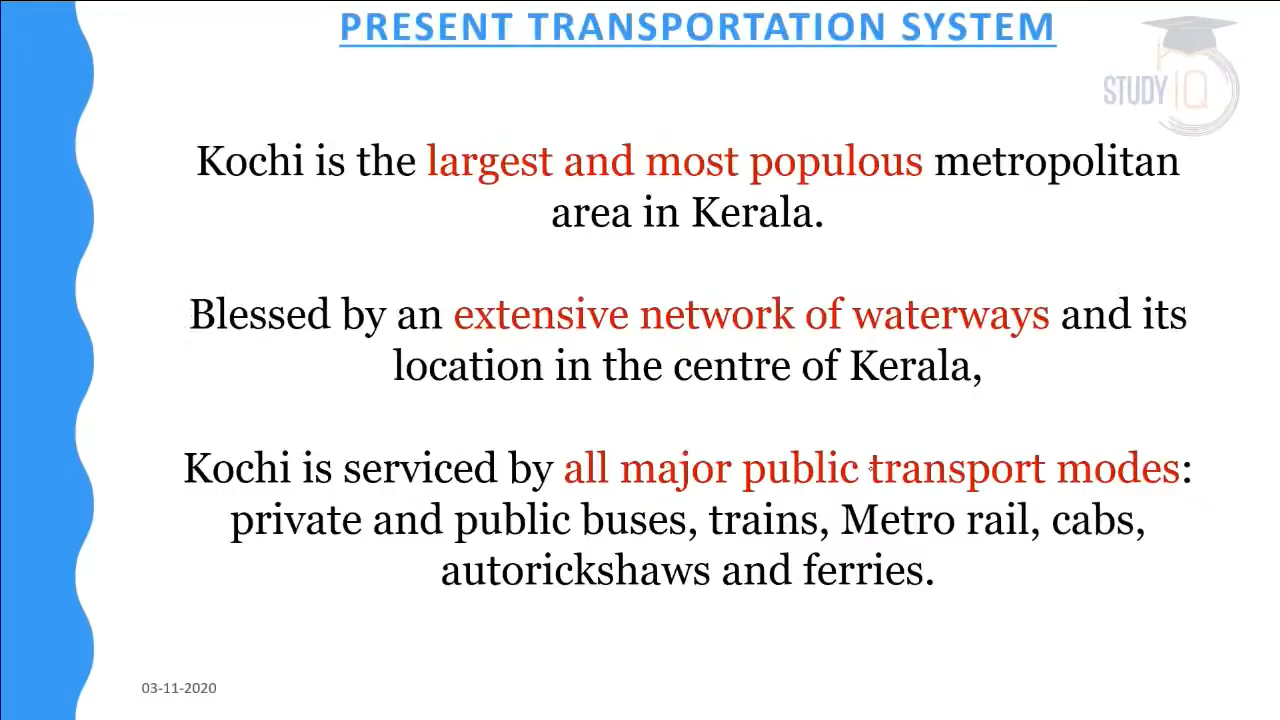 PRESENT TRANSPORTATION SYSTEM
STUDY IQ
Kochi is the largest and most populous metropolitan
area in Kerala.
Blessed by an extensive network of waterways and its
location in the centre of Kerala,
Kochi is serviced by all major public transport modes:
private and public buses, trains, Metro rail, cabs,
autorickshaws and ferries.
03-11-2020